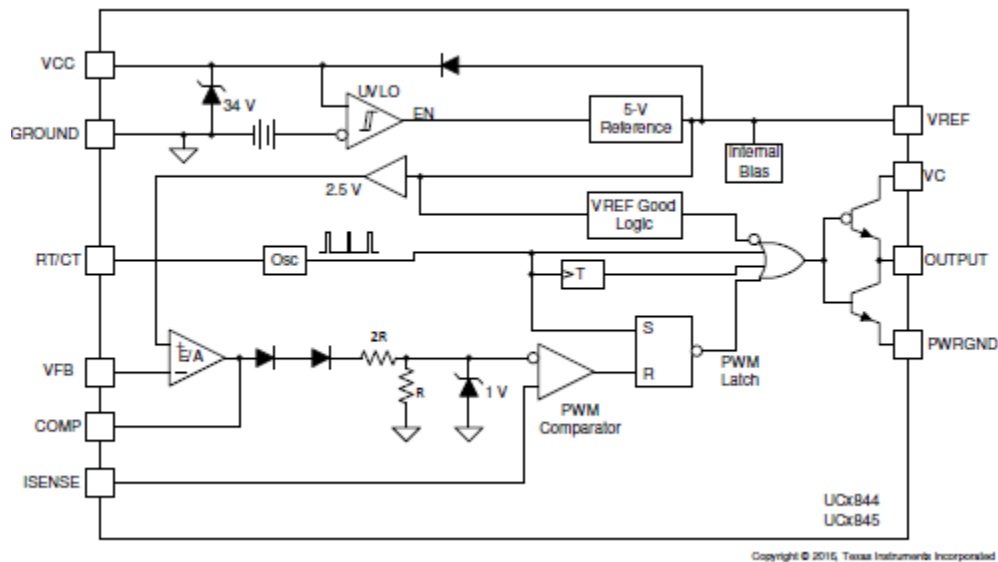 VCC
34 V
UVLO
EN
5-V
Reference
GROUND
VREF
Internal
Bias
2.5 V
VC
VREF Good
Logic
RT/CT
Osc
T
OUTPUT
S
R
PWM
Latch
PWRGND
E/A
+
−
2R
R
1 V
PWM
Comparator
VFB
COMP
ISENSE
UCx844
UCx845
Copyright © 2016, Texas Instruments Incorporated